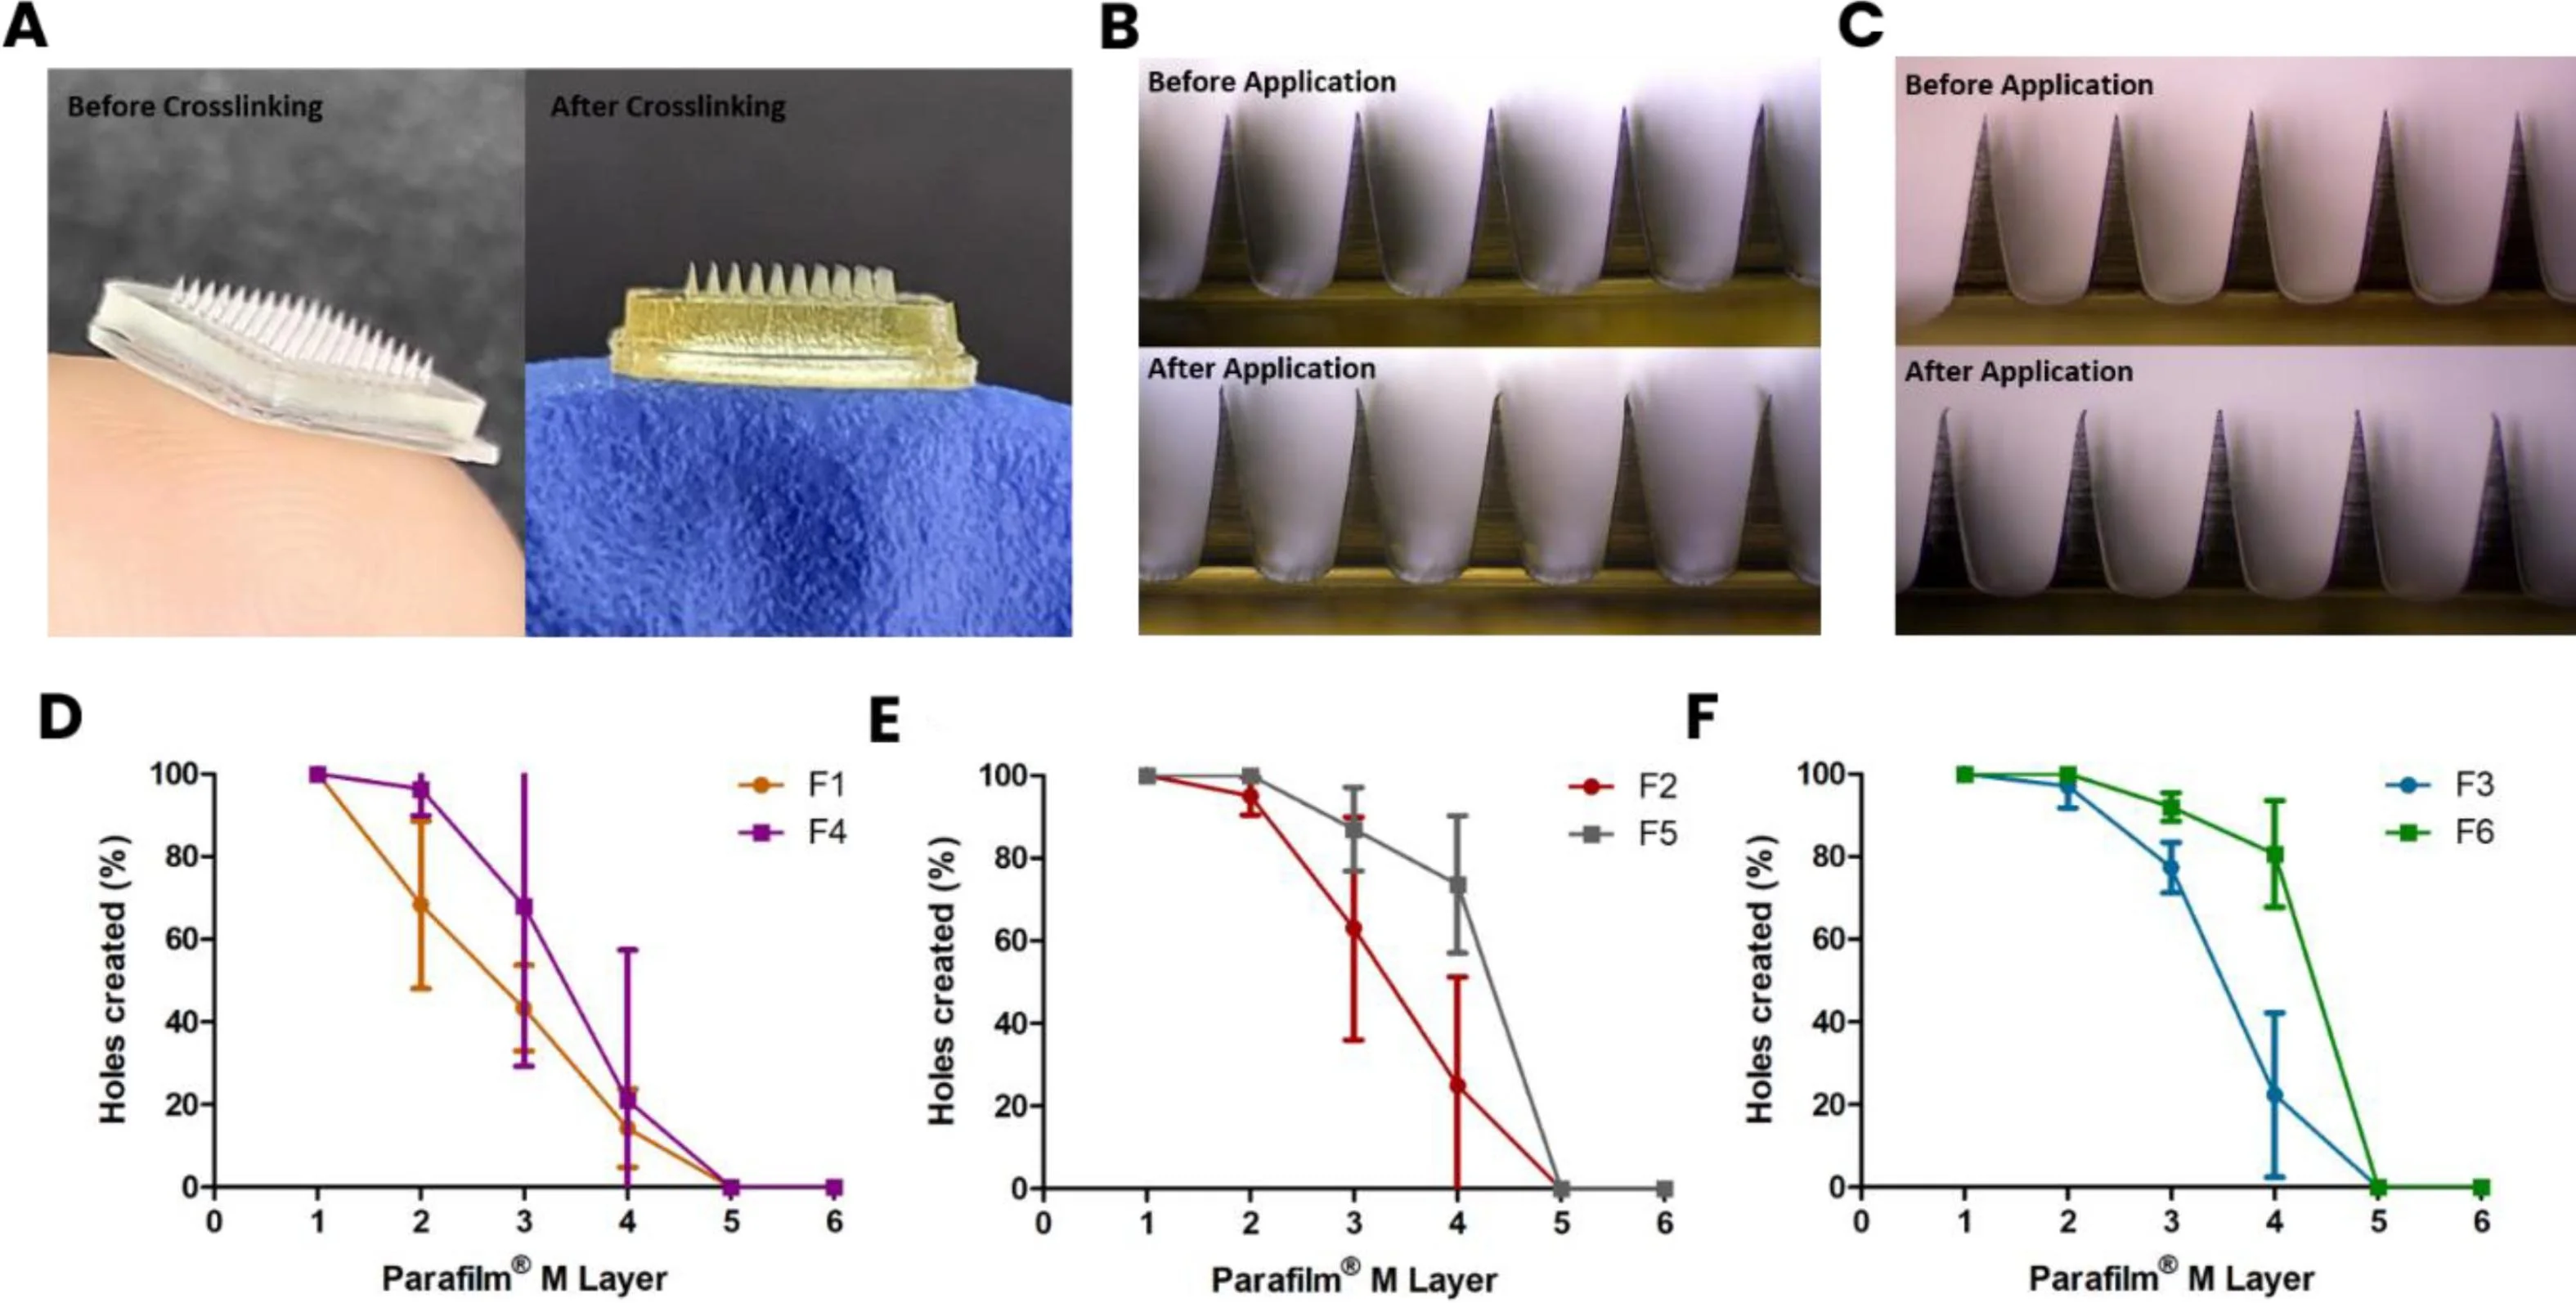 A
B
C
Before Crosslinking
After Crosslinking
Before Application
After Application
Before Application
After Application
D
100
80
60
40
20
0
Holes created (%)
0 1 2 3 4 5 6
Parafilm® M Layer
F1
F4
E
100
80
60
40
20
0
Holes created (%)
0 1 2 3 4 5 6
Parafilm® M Layer
F2
F5
F
100
80
60
40
20
0
Holes created (%)
0 1 2 3 4 5 6
Parafilm® M Layer
F3
F6